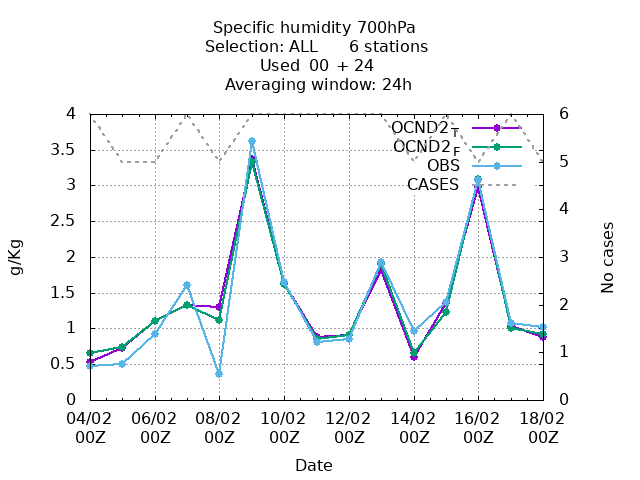 Specific humidity 700hPa
Selection: ALL      6 stations
Used  00  + 24
Averaging window: 24h
OCND2_T
OCND2_F
OBS
CASES
g/Kg
4
3.5
3
2.5
2
1.5
1
0.5
0
No cases
6
5
4
3
2
1
0
04/02 06/02 08/02 10/02 12/02 14/02 16/02 18/02
00Z 00Z 00Z 00Z 00Z 00Z 00Z 00Z
Date